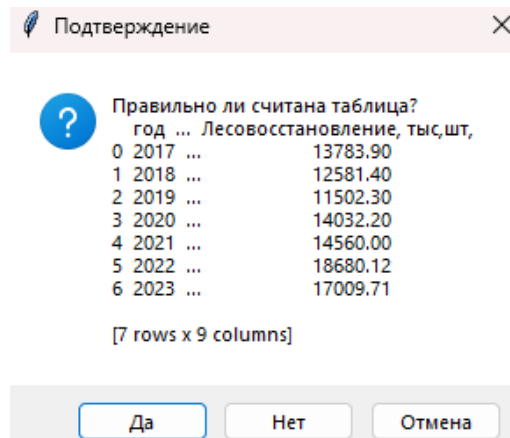 Подтверждение
Правильно ли считана таблица?
год ... Лесовосстановление, тыс,шт,
0 2017 ... 13783.90
1 2018 ... 12581.40
2 2019 ... 11502.30
3 2020 ... 14032.20
4 2021 ... 14560.00
5 2022 ... 18680.12
6 2023 ... 17009.71
[7 rows x 9 columns]
Да Нет Отмена